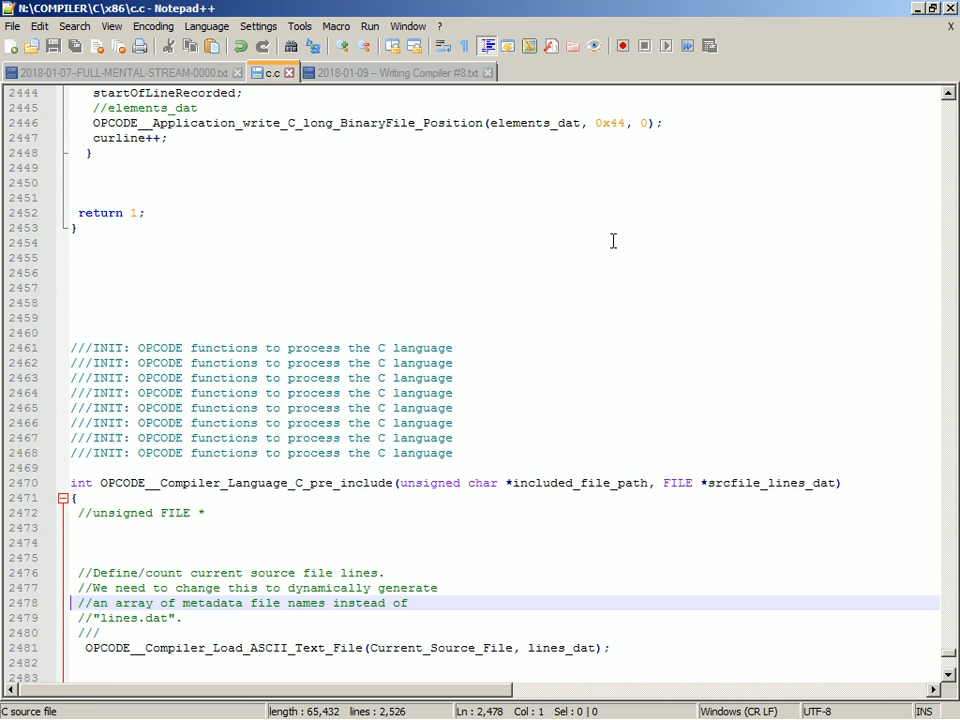 N:\COMPILER\C\x86\c.c - Notepad++
File Edit Search View Encoding Language Settings Tools Macro Run Window ? X
2018-01-07–FULL-MENTAL-STREAM-0000.txt c.c 2018-01-09 – Writing Compiler #8.txt
2444 startOfLineRecorded;
2445 //elements_dat
2446 OPCODE__Application_write_C_long_BinaryFile_Position(elements_dat, 0x44, 0);
2447 curline++;
2448 }
2449
2450
2451
2452 return 1;
2453 }
2454
2455
2456
2457
2458
2459
2460
2461 ///INIT: OPCODE functions to process the C language
2462 ///INIT: OPCODE functions to process the C language
2463 ///INIT: OPCODE functions to process the C language
2464 ///INIT: OPCODE functions to process the C language
2465 ///INIT: OPCODE functions to process the C language
2466 ///INIT: OPCODE functions to process the C language
2467 ///INIT: OPCODE functions to process the C language
2468 ///INIT: OPCODE functions to process the C language
2469
2470 int OPCODE__Compiler_Language_C_pre_include(unsigned char *included_file_path, FILE *srcfile_lines_dat)
2471 {
2472 //unsigned FILE *
2473
2474
2475
2476 //Define/count current source file lines.
2477 //We need to change this to dynamically generate
2478 //an array of metadata file names instead of
2479 //"lines.dat".
2480 ///
2481 OPCODE__Compiler_Load_ASCII_Text_File(Current_Source_File, lines_dat);
2482
2483
C source file length : 65,432 lines : 2,526 Ln : 2,478 Col : 1 Sel : 0 | 0 Windows (CR LF) UTF-8 INS